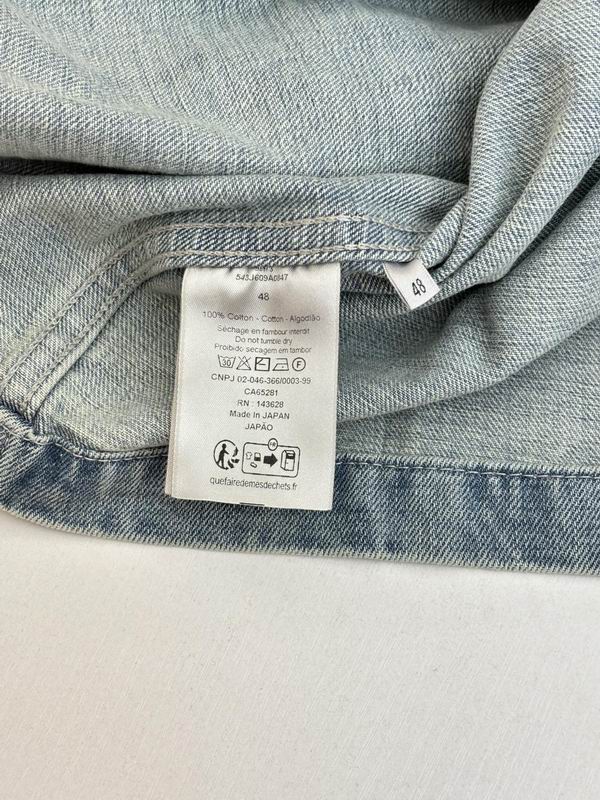 543J609A0847
48
48
100% Cotton - Cotton - Algodão
Séchage en tambour interdit
Do not tumble dry
Proibido secagem em tambor
30 F
CNPJ 02-046-366/0003-99
CA65281
RN : 143628
Made In JAPAN
JAPÃO
quefairedemesdechets.fr